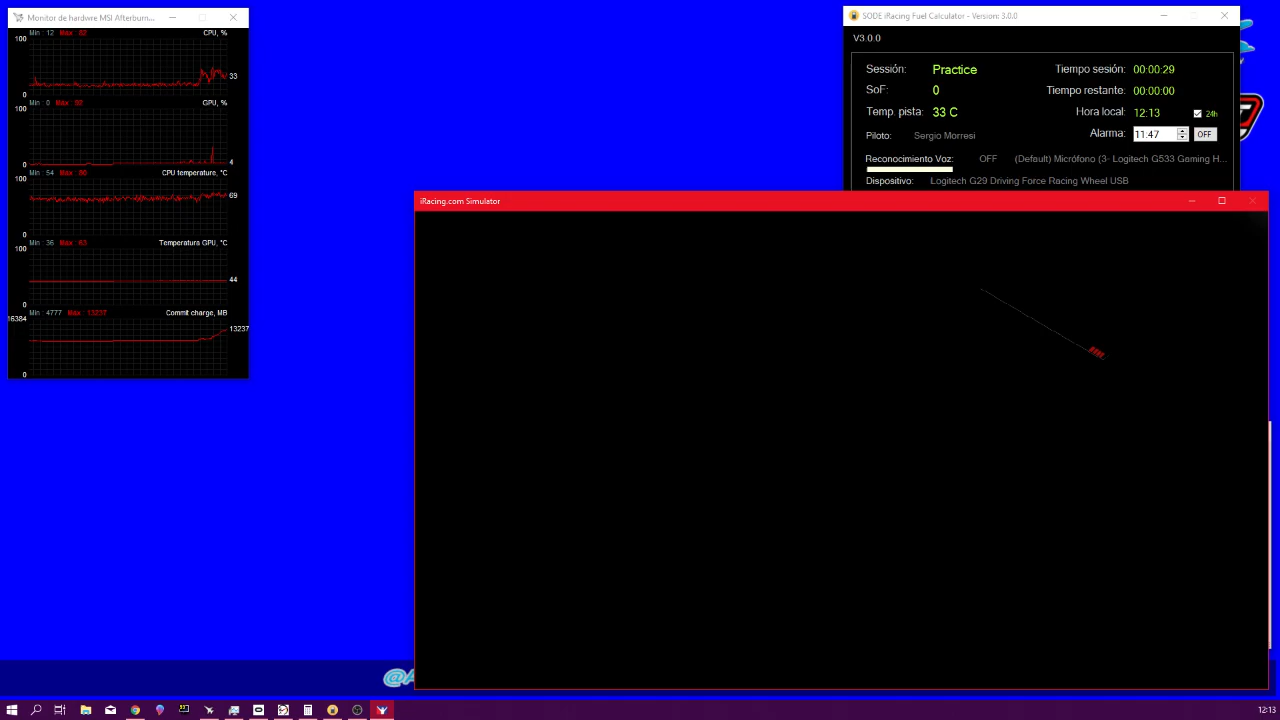 Monitor de hardwre MSI Afterburn...
Min : 12 Max : 82 CPU, %
100
33
0
Min : 0 Max : 92 GPU, %
100
4
0
Min : 54 CPU temperature, °C
100
69
0
Min : 36 Max : 63 Temperatura GPU, °C
100
44
0
Min : 4777 Max : 13237 Commit charge, MB
16384
13237
0
SODE iRacing Fuel Calculator - Version: 3.0.0
V3.0.0
Sessión: Practice Tiempo sesión: 00:00:29
SoF: 0 Tiempo restante: 00:00:00
Temp. pista: 33 C Hora local: 12:13 24h
Piloto: Sergio Morresi Alarma: 11:47 OFF
Reconocimiento Voz: OFF (Default) Micrófono (3- Logitech G533 Gaming H...
Dispositivo: Logitech G29 Driving Force Racing Wheel USB
iRacing.com Simulator
@A
12:13